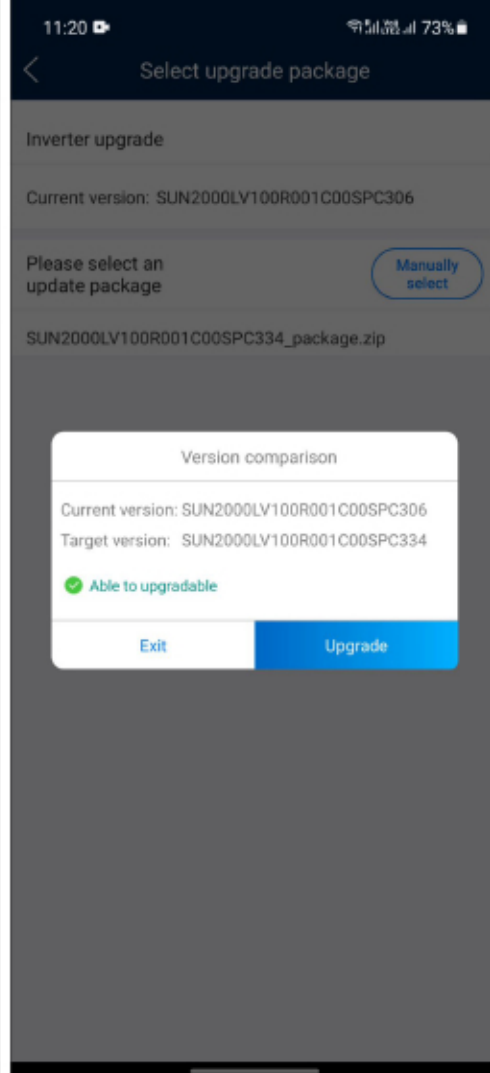 11:20 73%
Select upgrade package
Inverter upgrade
Current version: SUN2000LV100R001C00SPC306
Please select an
update package
Manually
select
SUN2000LV100R001C00SPC334_package.zip
Version comparison
Current version: SUN2000LV100R001C00SPC306
Target version: SUN2000LV100R001C00SPC334
Able to upgradable
Exit Upgrade